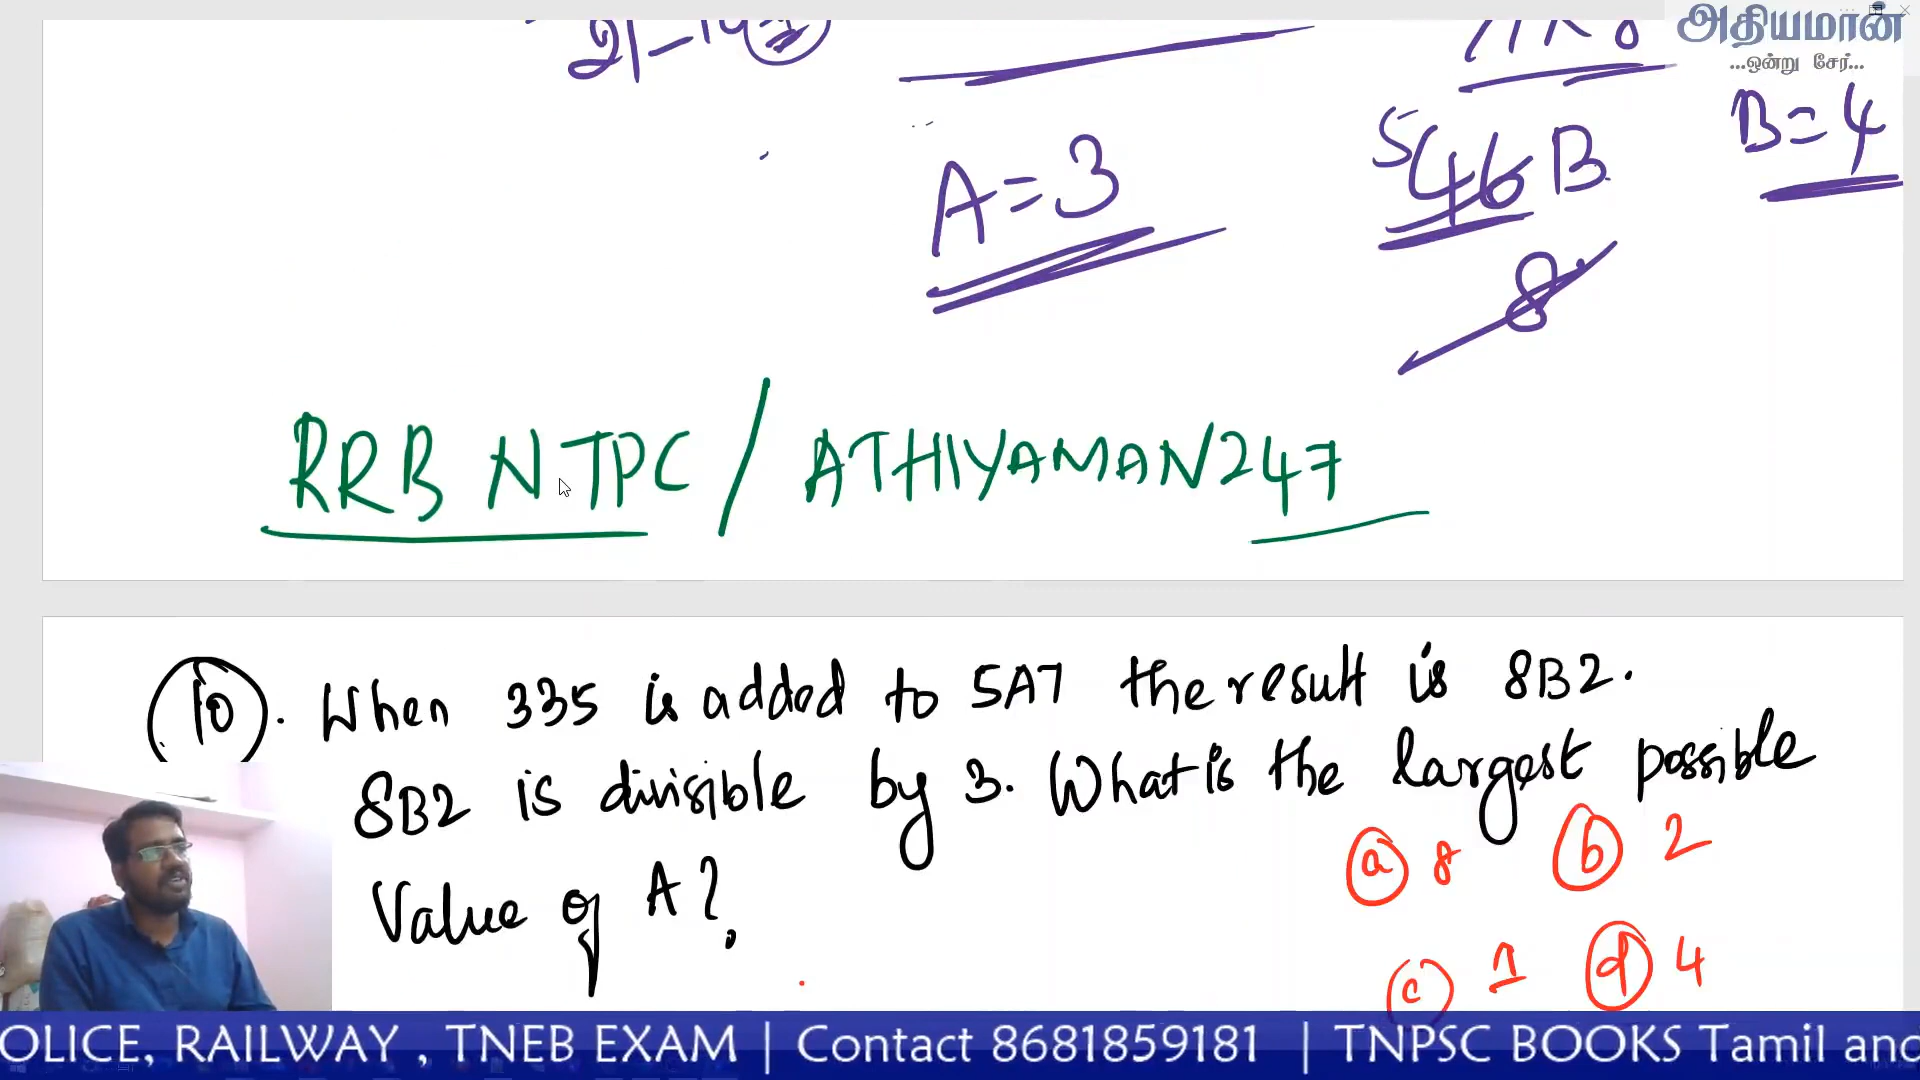 அதியமான்
...ஒன்று சேர்...
B=4
A=3
546B
8
RRB NTPC / ATHIYAMAN247
10. When 335 is added to 5A7 the result is 8B2.
8B2 is divisible by 3. What is the largest possible
Value of A?
a 8 b 2
c 1 d 4
OLICE, RAILWAY , TNEB EXAM | Contact 8681859181 | TNPSC BOOKS Tamil and